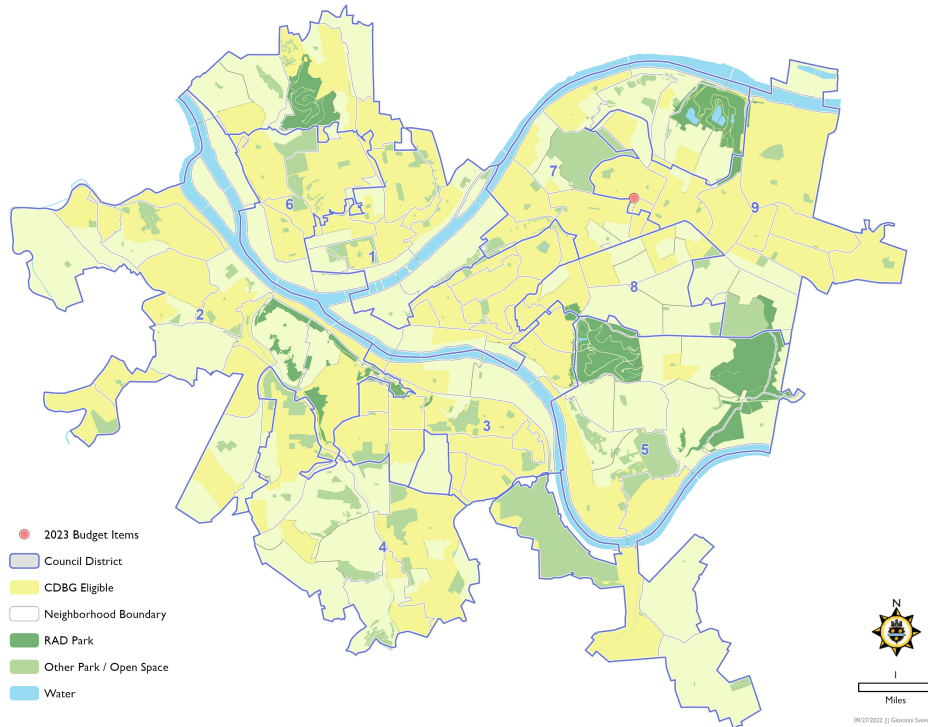 7
9
6
1
8
2
3
5
4
2023 Budget Items
Council District
CDBG Eligible
Neighborhood Boundary
RAD Park
Other Park / Open Space
Water
N
1
Miles
09/27/2022 || Giovanni